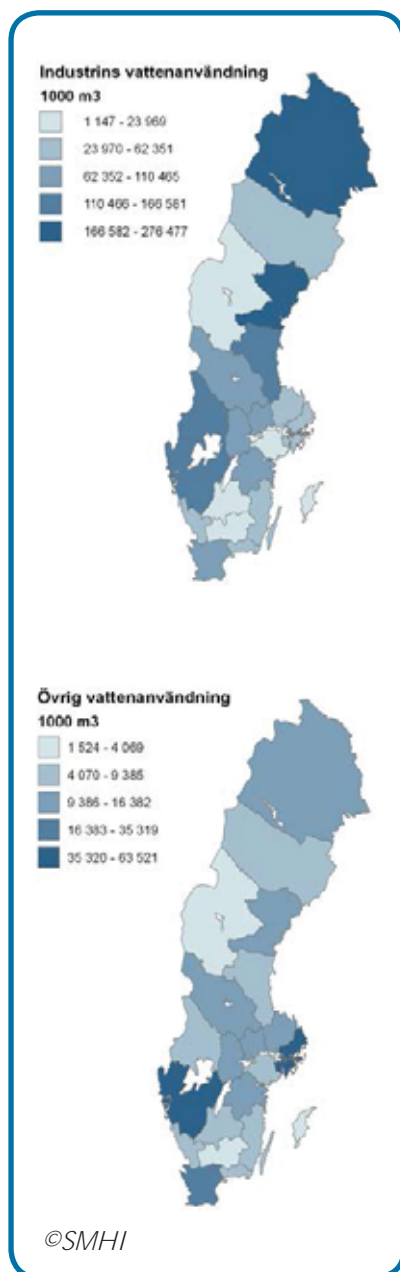 Industrins vattenanvändning
1000 m3
1 147 - 23 969
23 970 - 62 351
62 352 - 110 465
110 466 - 166 581
166 582 - 276 477
Övrig vattenanvändning
1000 m3
1 524 - 4 069
4 070 - 9 385
9 386 - 16 382
16 383 - 35 319
35 320 - 63 521
©SMHI